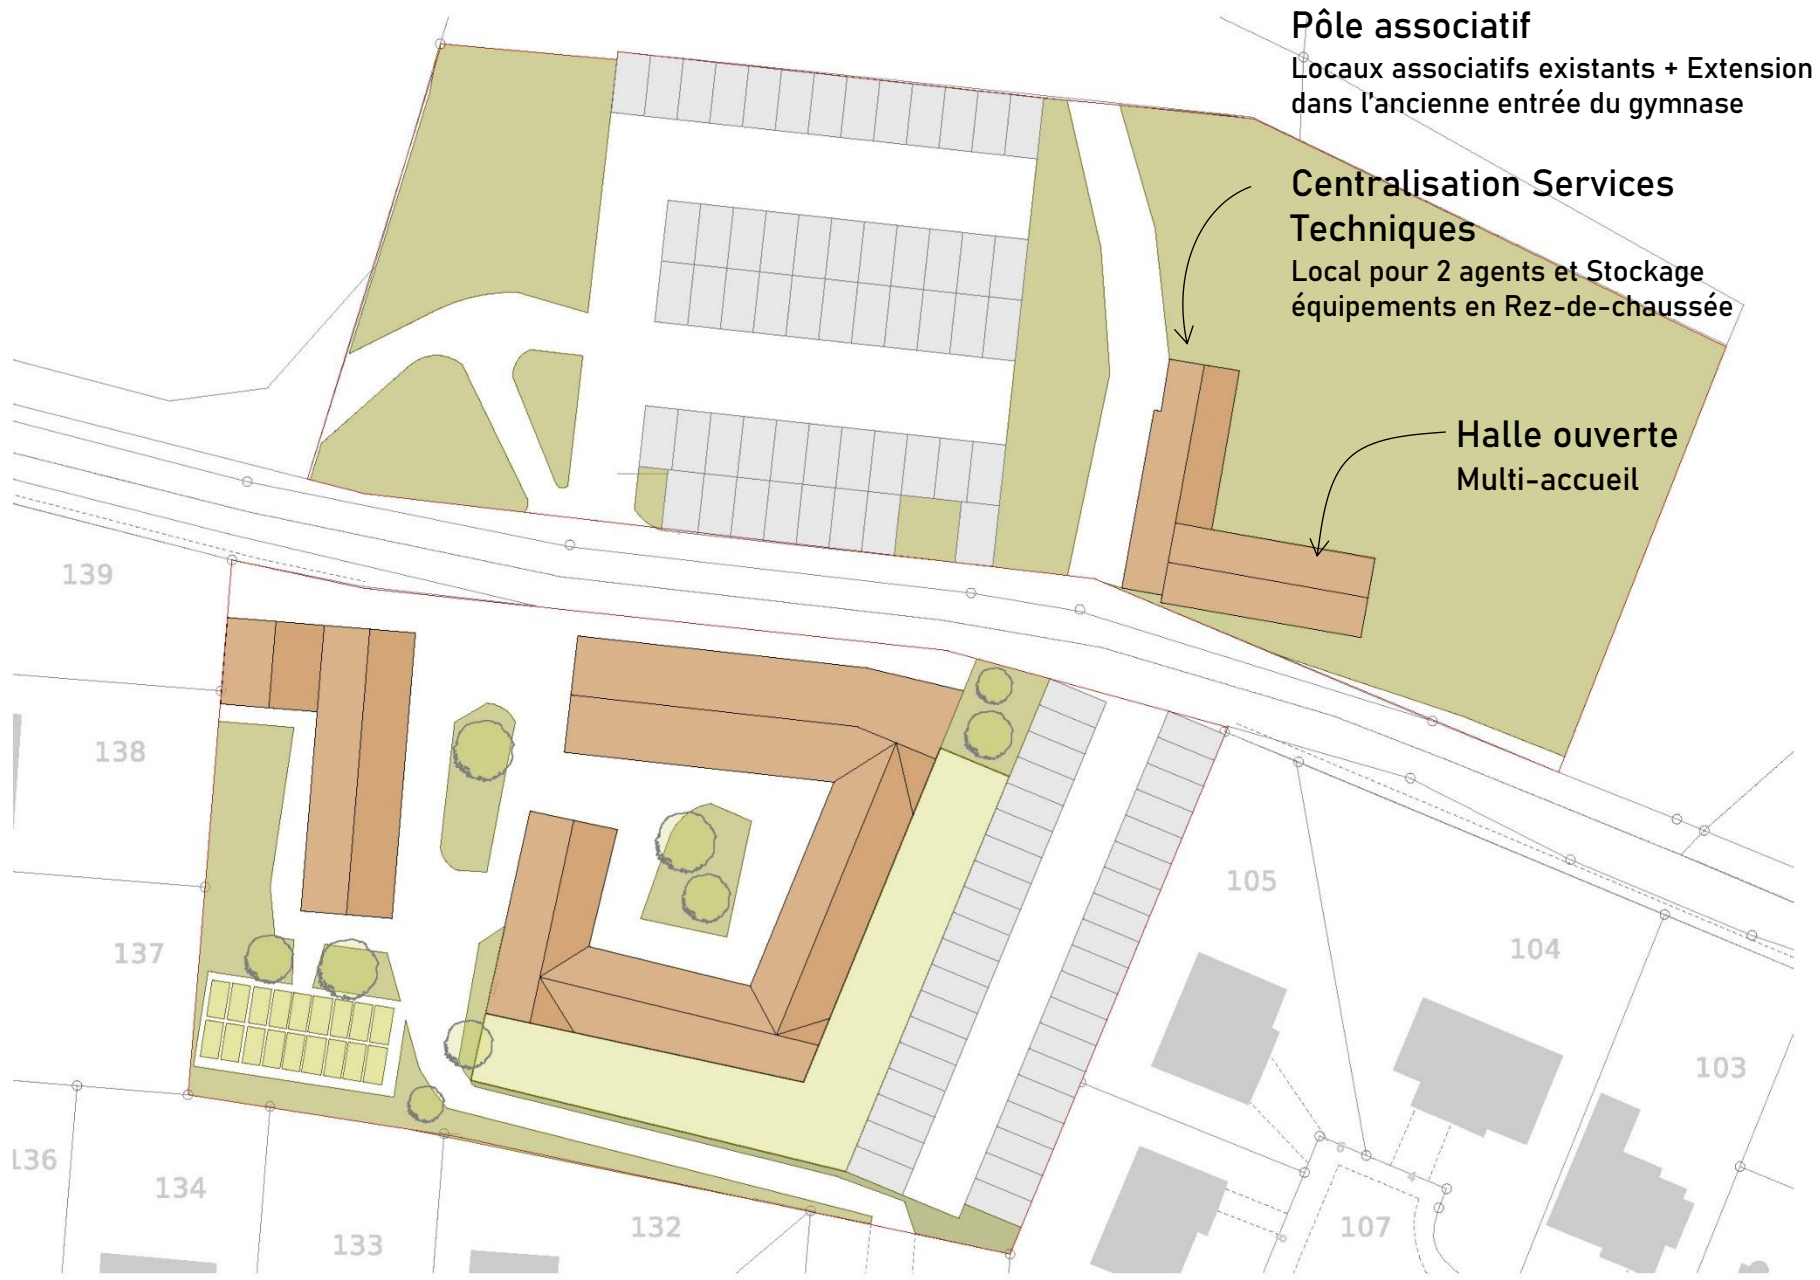 Pôle associatif
Locaux associatifs existants + Extension
dans l'ancienne entrée du gymnase
Centralisation Services
Techniques
Local pour 2 agents et Stockage
équipements en Rez-de-chaussée
Halle ouverte
Multi-accueil
139
138
137
136
134
133
132
105
104
103
107